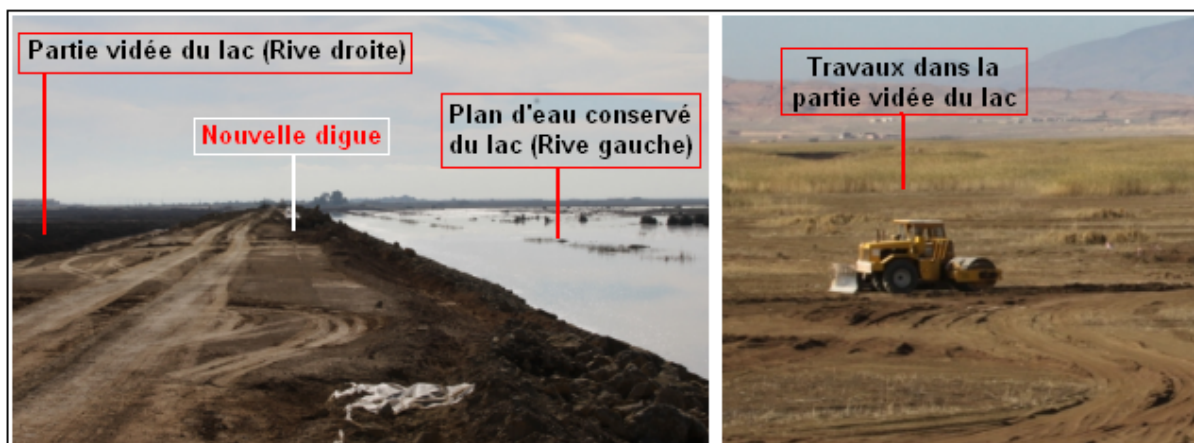 Partie vidée du lac (Rive droite)
Nouvelle digue
Plan d'eau conservé
du lac (Rive gauche)
Travaux dans la
partie vidée du lac